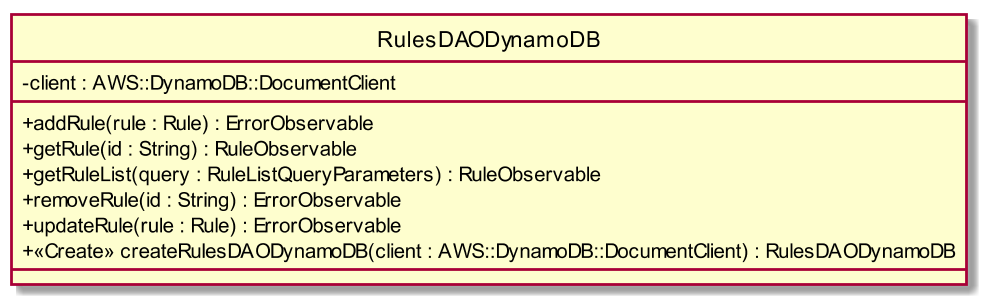 RulesDAODynamoDB
-client : AWS::DynamoDB::DocumentClient
+addRule(rule : Rule) : ErrorObservable
+getRule(id : String) : RuleObservable
+getRuleList(query : RuleListQueryParameters) : RuleObservable
+removeRule(id : String) : ErrorObservable
+updateRule(rule : Rule) : ErrorObservable
+«Create» createRulesDAODynamoDB(client : AWS::DynamoDB::DocumentClient) : RulesDAODynamoDB